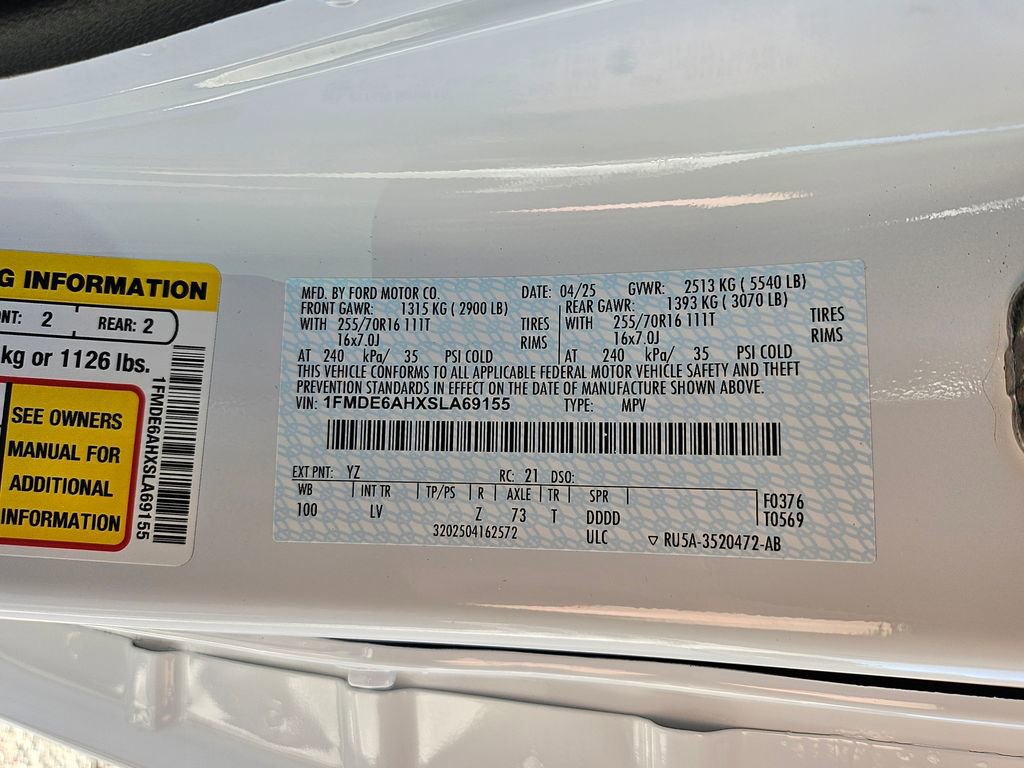 G INFORMATION
NT: 2 REAR: 2
kg or 1126 lbs.
SEE OWNERS
MANUAL FOR
ADDITIONAL
INFORMATION
1FMDE6AHXSLA69155
MFD. BY FORD MOTOR CO. DATE: 04/25 GVWR: 2513 KG ( 5540 LB)
FRONT GAWR: 1315 KG ( 2900 LB) REAR GAWR: 1393 KG ( 3070 LB)
WITH 255/70R16 111T TIRES WITH 255/70R16 111T TIRES
16x7.0J RIMS 16x7.0J RIMS
AT 240 kPa/ 35 PSI COLD AT 240 kPa/ 35 PSI COLD
THIS VEHICLE CONFORMS TO ALL APPLICABLE FEDERAL MOTOR VEHICLE SAFETY AND THEFT
PREVENTION STANDARDS IN EFFECT ON THE DATE OF MANUFACTURE SHOWN ABOVE.
VIN: 1FMDE6AHXSLA69155 TYPE: MPV
EXT PNT: YZ RC: 21 DSO:
WB INT TR TP/PS R AXLE TR SPR F0376
100 LV Z 73 T DDDD T0569
3202504162572 ULC ▽ RU5A-3520472-AB